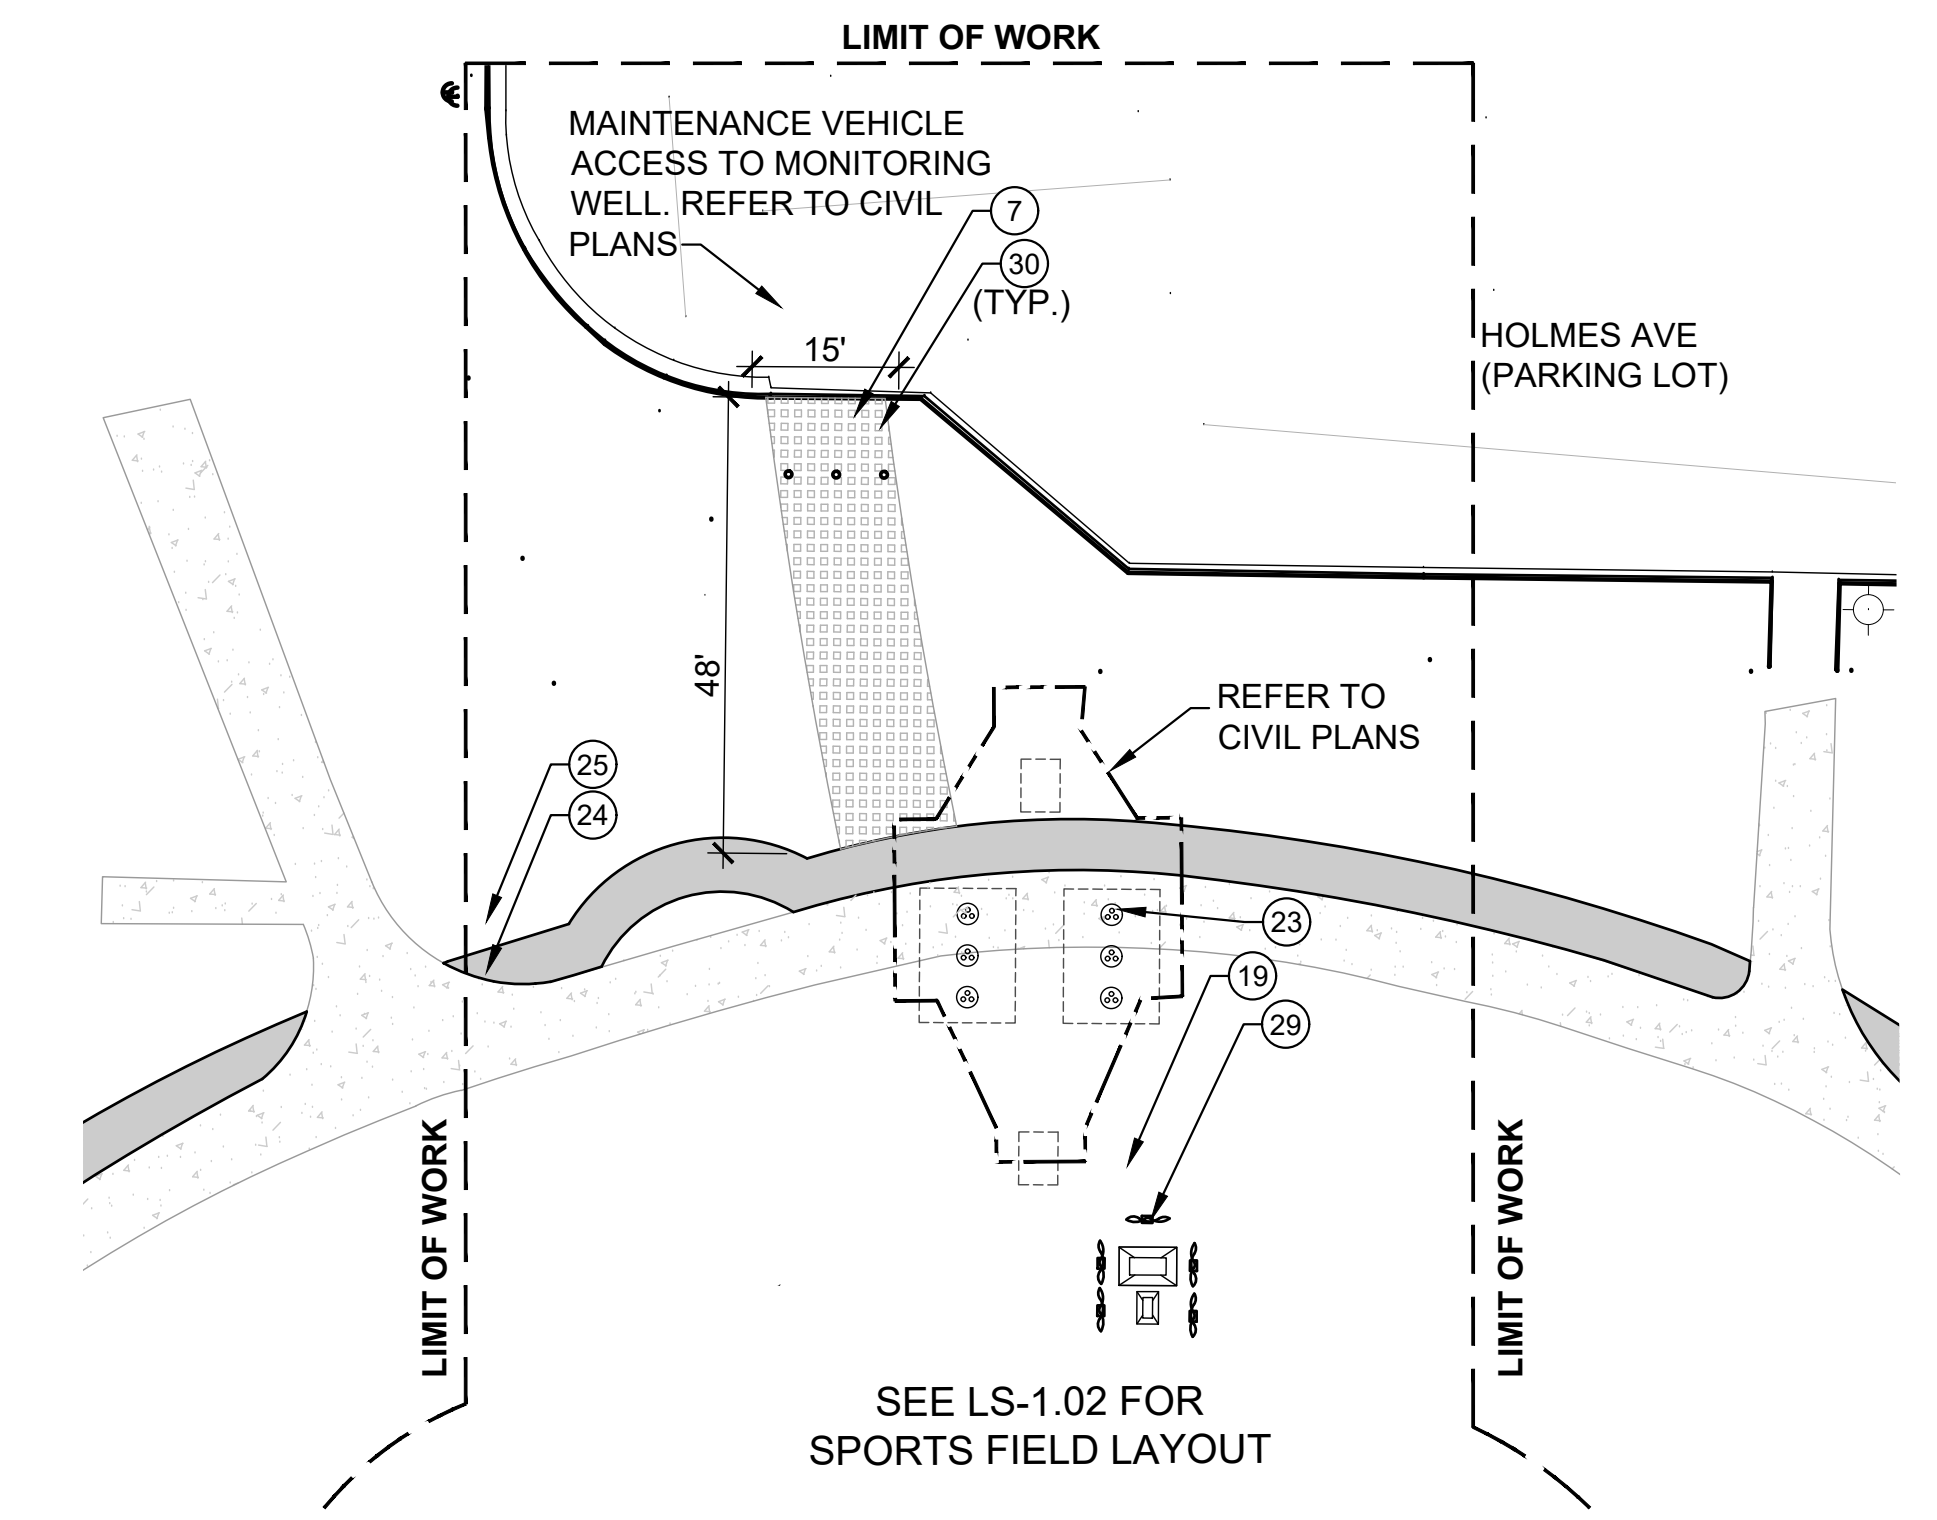 LIMIT OF WORK
MAINTENANCE VEHICLE
ACCESS TO MONITORING
WELL. REFER TO CIVIL
PLANS
7
30
(TYP.)
15'
HOLMES AVE
(PARKING LOT)
48'
REFER TO
CIVIL PLANS
25
24
23
19
29
LIMIT OF WORK
LIMIT OF WORK
SEE LS-1.02 FOR
SPORTS FIELD LAYOUT